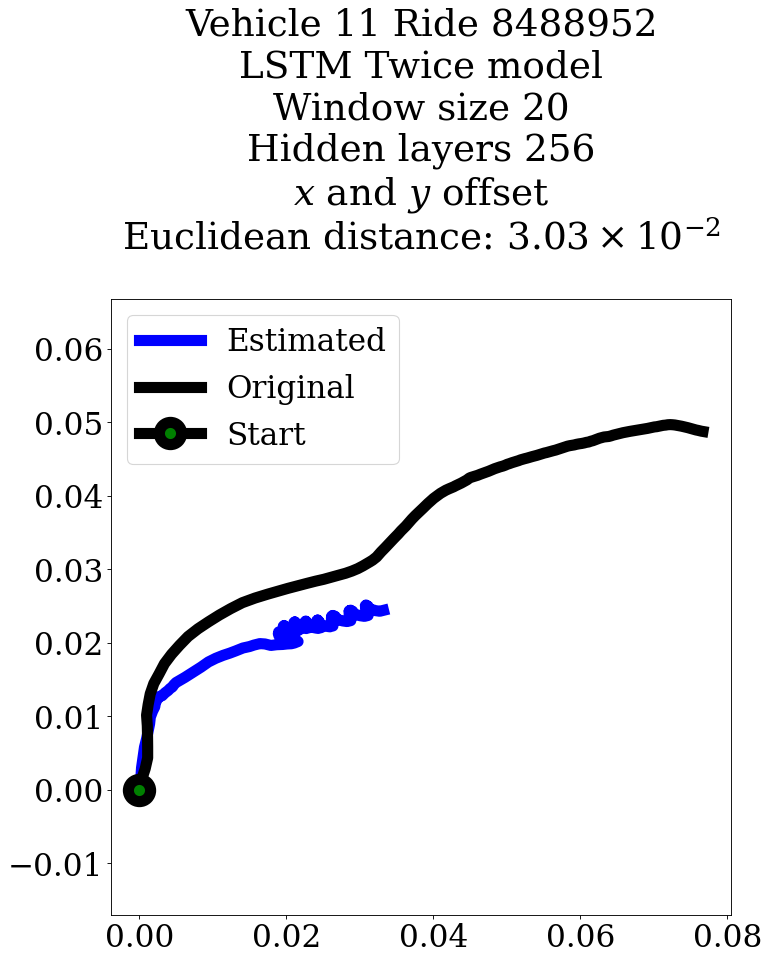 Vehicle 11 Ride 8488952
LSTM Twice model
Window size 20
Hidden layers 256
x and y offset
Euclidean distance: 3.03 × 10⁻²
Estimated
Original
Start
0.06
0.05
0.04
0.03
0.02
0.01
0.00
−0.01
0.00 0.02 0.04 0.06 0.08